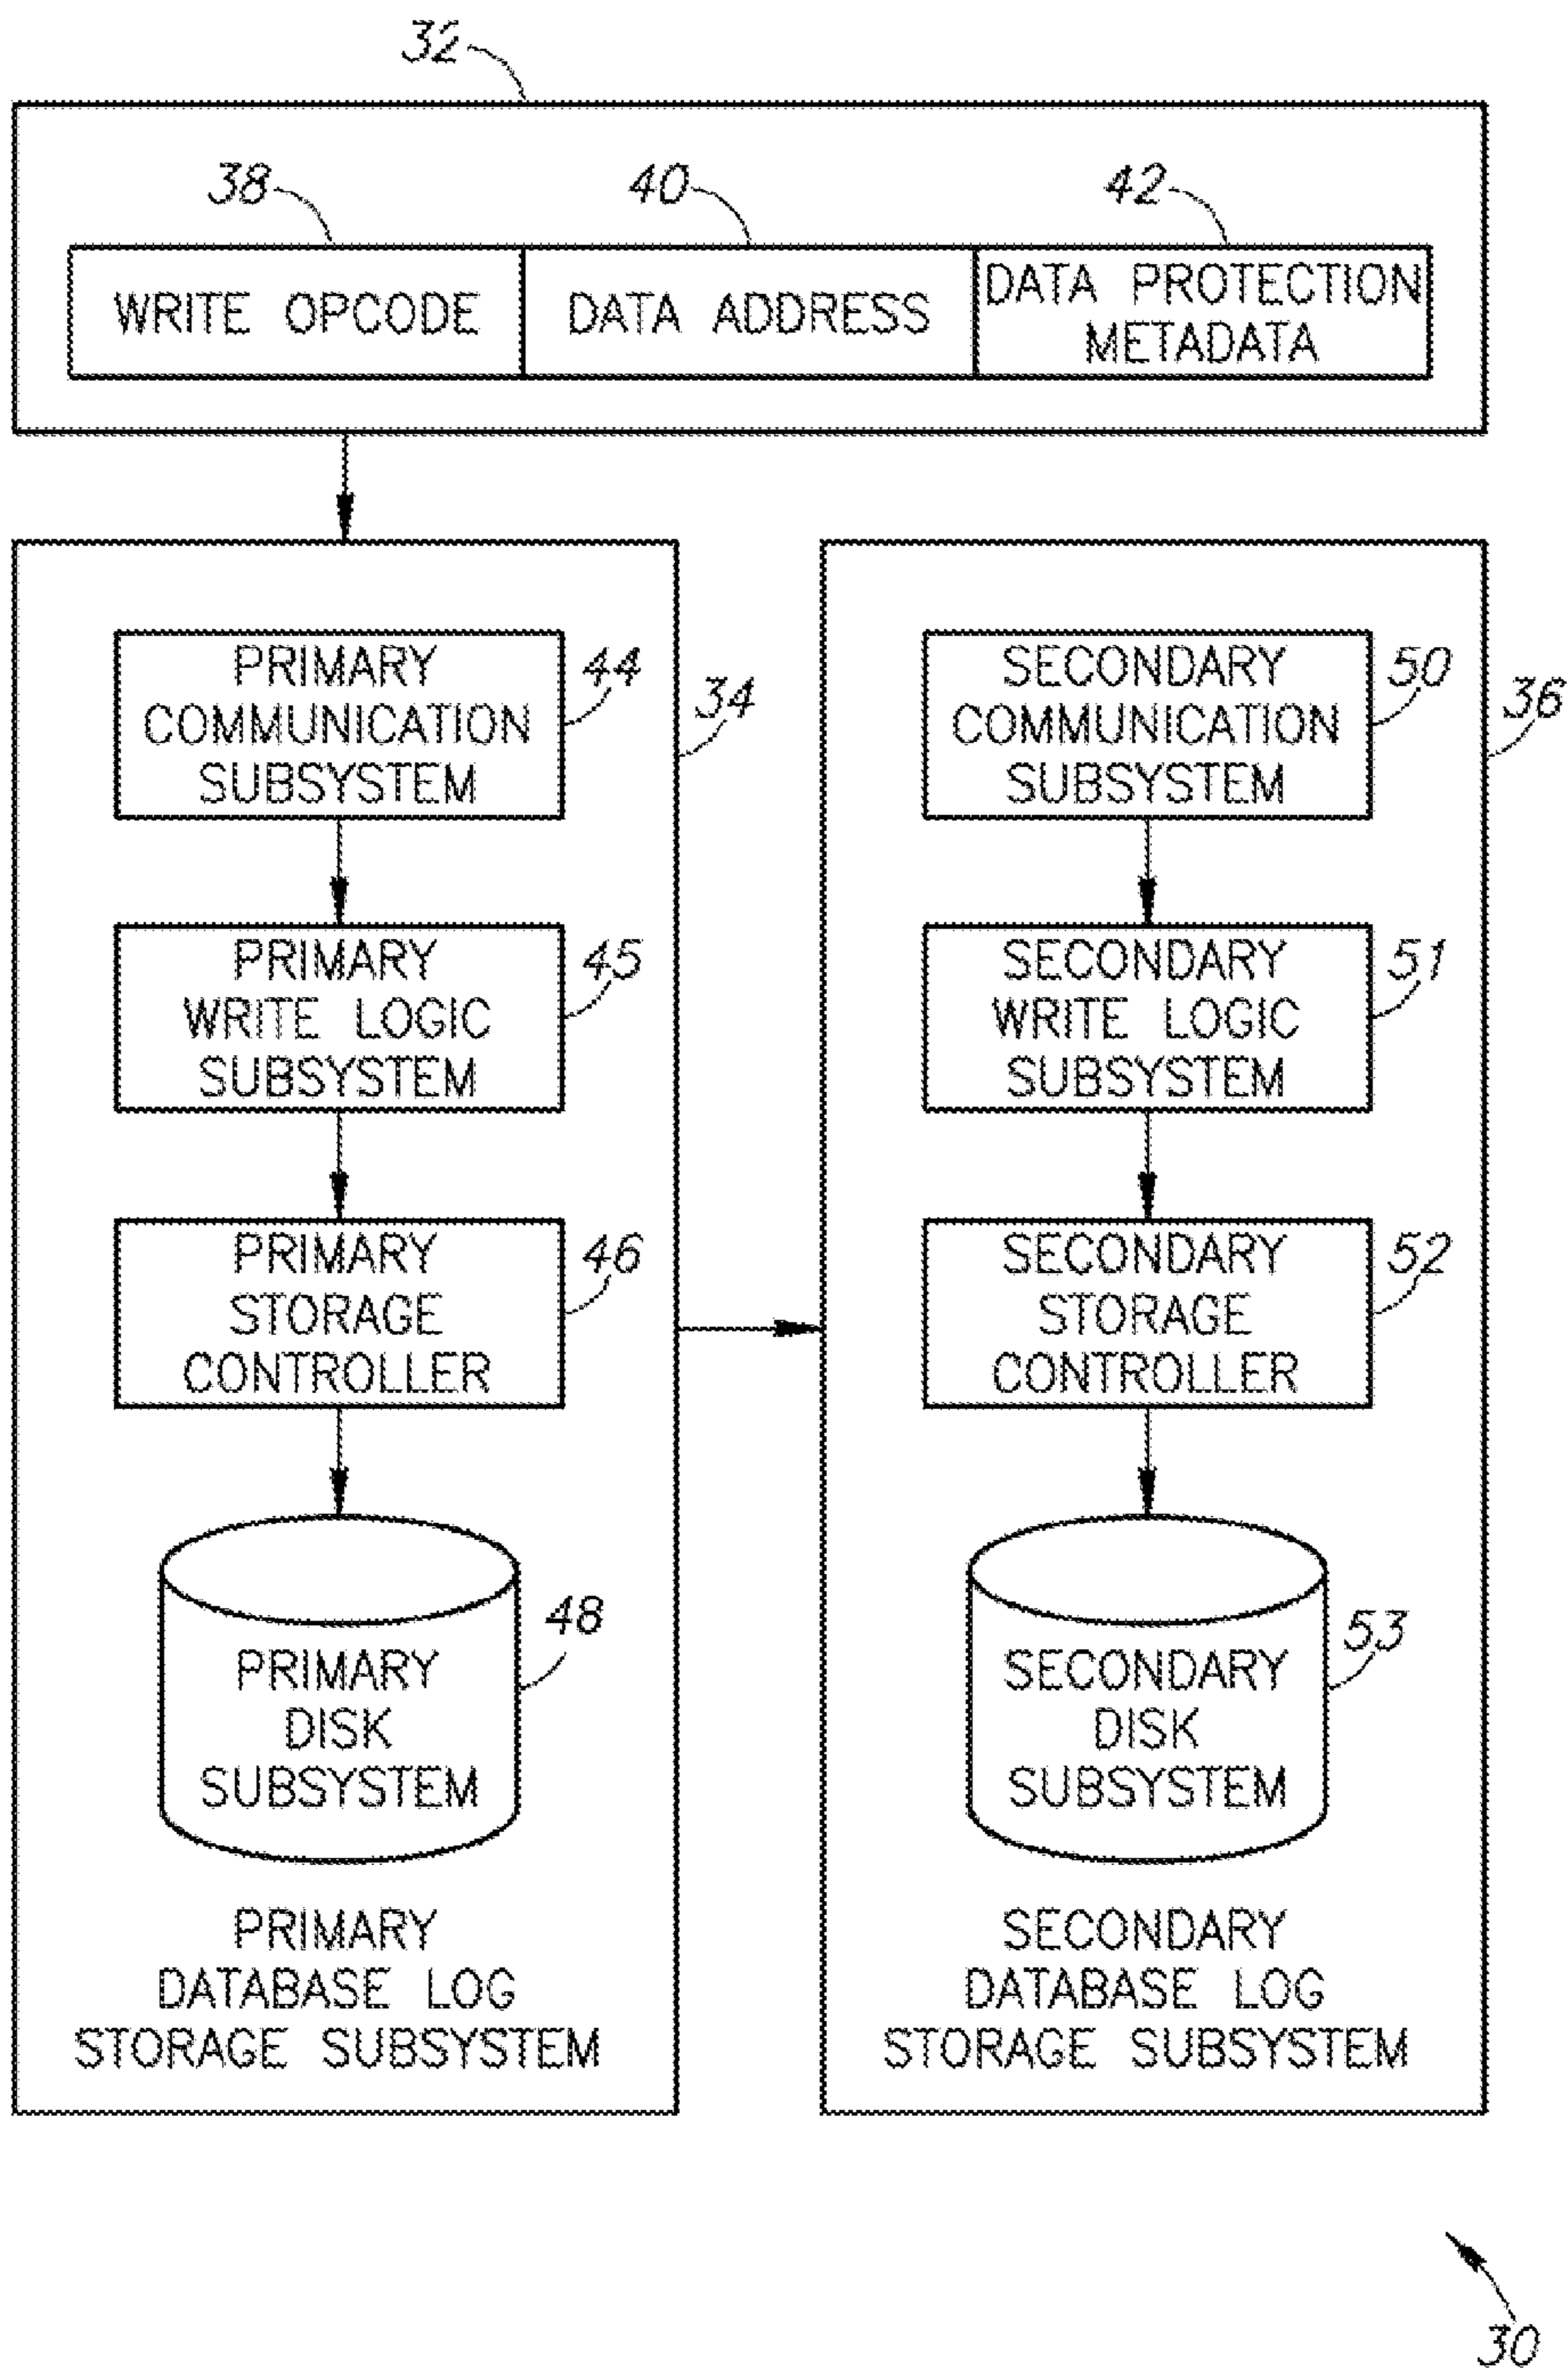 32
38
40
42
WRITE OPCODE
DATA ADDRESS
DATA PROTECTION
METADATA
PRIMARY
COMMUNICATION
SUBSYSTEM
44
34
PRIMARY
WRITE LOGIC
SUBSYSTEM
45
PRIMARY
STORAGE
CONTROLLER
46
PRIMARY
DISK
SUBSYSTEM
48
PRIMARY
DATABASE LOG
STORAGE SUBSYSTEM
SECONDARY
COMMUNICATION
SUBSYSTEM
50
36
SECONDARY
WRITE LOGIC
SUBSYSTEM
51
SECONDARY
STORAGE
CONTROLLER
52
SECONDARY
DISK
SUBSYSTEM
53
SECONDARY
DATABASE LOG
STORAGE SUBSYSTEM
30